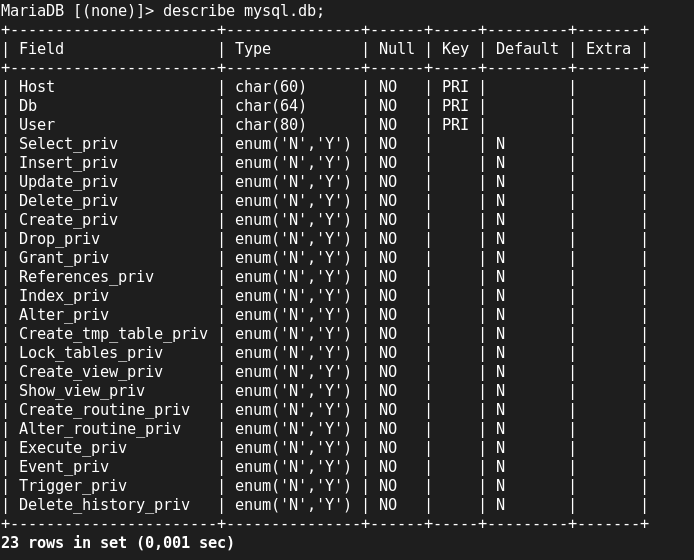 MariaDB [(none)]> describe mysql.db;
+-----------------------+---------------+------+-----+---------+-------+
| Field                 | Type          | Null | Key | Default | Extra |
+-----------------------+---------------+------+-----+---------+-------+
| Host                  | char(60)      | NO   | PRI |         |       |
| Db                    | char(64)      | NO   | PRI |         |       |
| User                  | char(80)      | NO   | PRI |         |       |
| Select_priv           | enum('N','Y') | NO   |     | N       |       |
| Insert_priv           | enum('N','Y') | NO   |     | N       |       |
| Update_priv           | enum('N','Y') | NO   |     | N       |       |
| Delete_priv           | enum('N','Y') | NO   |     | N       |       |
| Create_priv           | enum('N','Y') | NO   |     | N       |       |
| Drop_priv             | enum('N','Y') | NO   |     | N       |       |
| Grant_priv            | enum('N','Y') | NO   |     | N       |       |
| References_priv       | enum('N','Y') | NO   |     | N       |       |
| Index_priv            | enum('N','Y') | NO   |     | N       |       |
| Alter_priv            | enum('N','Y') | NO   |     | N       |       |
| Create_tmp_table_priv | enum('N','Y') | NO   |     | N       |       |
| Lock_tables_priv      | enum('N','Y') | NO   |     | N       |       |
| Create_view_priv      | enum('N','Y') | NO   |     | N       |       |
| Show_view_priv        | enum('N','Y') | NO   |     | N       |       |
| Create_routine_priv   | enum('N','Y') | NO   |     | N       |       |
| Alter_routine_priv    | enum('N','Y') | NO   |     | N       |       |
| Execute_priv          | enum('N','Y') | NO   |     | N       |       |
| Event_priv            | enum('N','Y') | NO   |     | N       |       |
| Trigger_priv          | enum('N','Y') | NO   |     | N       |       |
| Delete_history_priv   | enum('N','Y') | NO   |     | N       |       |
+-----------------------+---------------+------+-----+---------+-------+
23 rows in set (0,001 sec)